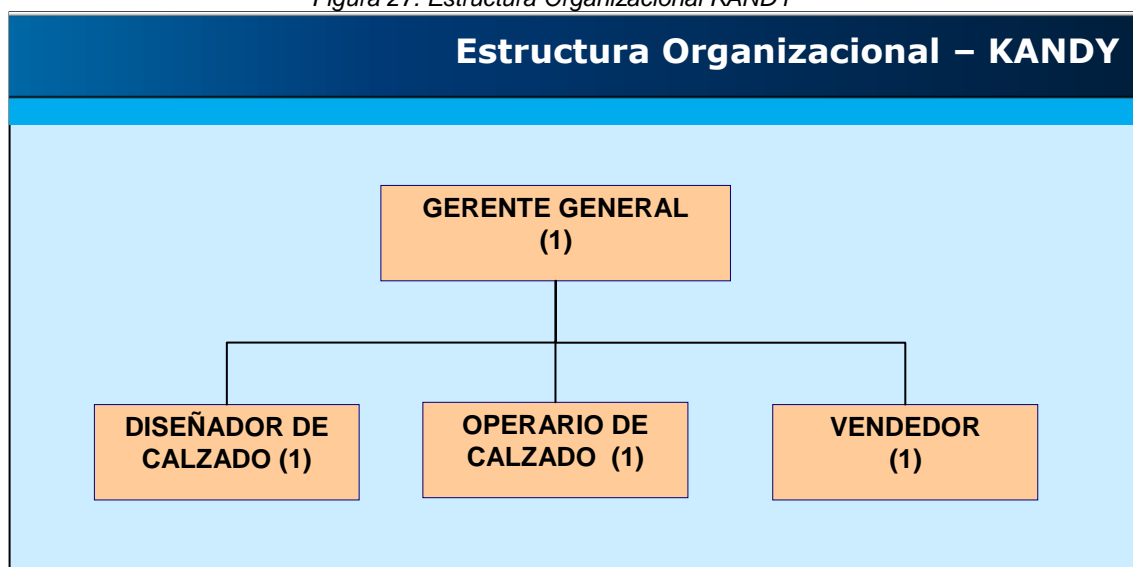 Figura 27. Estructura Organizacional KANDY
Estructura Organizacional – KANDY
GERENTE GENERAL
(1)
DISEÑADOR DE
CALZADO (1)
OPERARIO DE
CALZADO (1)
VENDEDOR
(1)